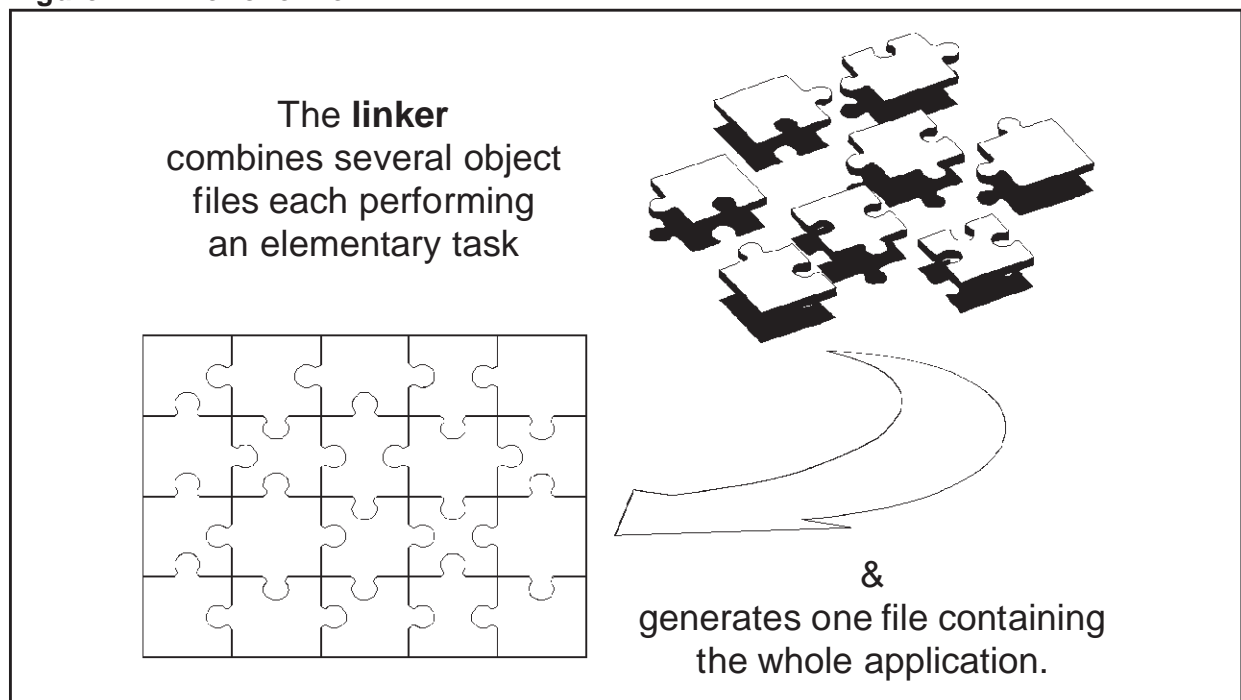 The linker
combines several object
files each performing
an elementary task
&
generates one file containing
the whole application.